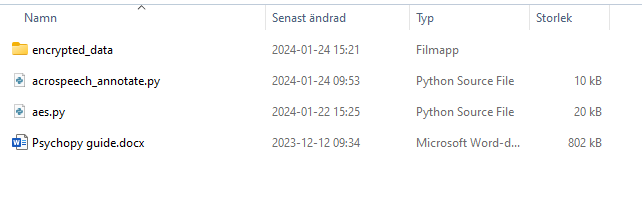 Namn Senast ändrad Typ Storlek
encrypted_data 2024-01-24 15:21 Filmapp
acrospeech_annotate.py 2024-01-24 09:53 Python Source File 10 kB
aes.py 2024-01-22 15:25 Python Source File 20 kB
Psychopy guide.docx 2023-12-12 09:34 Microsoft Word-d... 802 kB